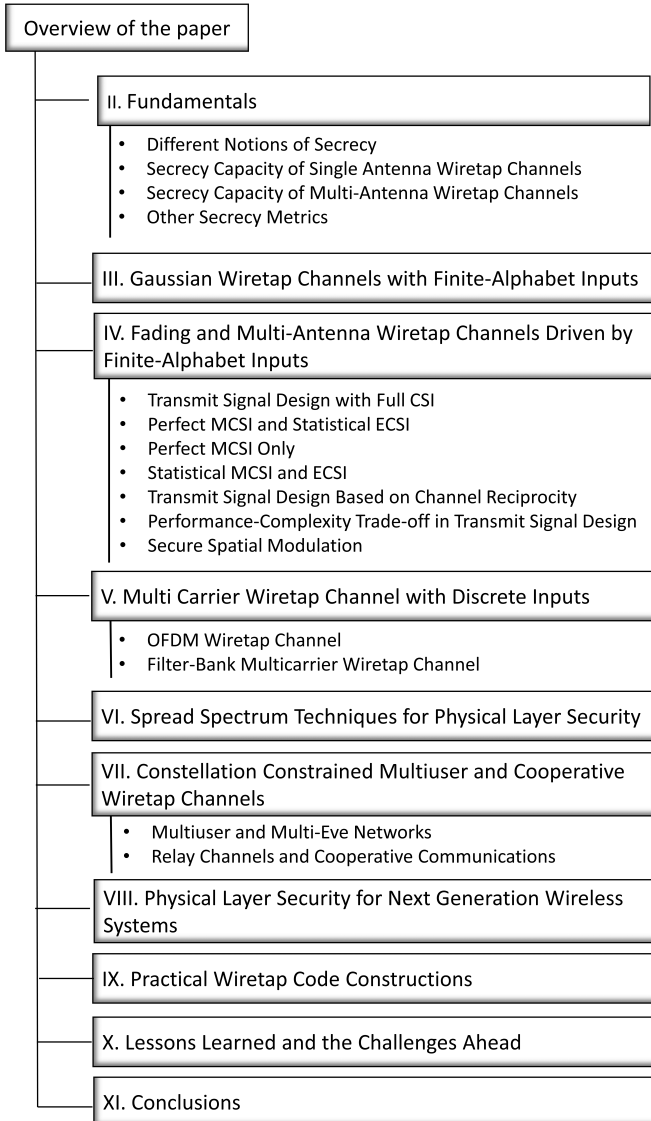 Overview of the paper
II. Fundamentals
• Different Notions of Secrecy
• Secrecy Capacity of Single Antenna Wiretap Channels
• Secrecy Capacity of Multi-Antenna Wiretap Channels
• Other Secrecy Metrics
III. Gaussian Wiretap Channels with Finite-Alphabet Inputs
IV. Fading and Multi-Antenna Wiretap Channels Driven by
Finite-Alphabet Inputs
• Transmit Signal Design with Full CSI
• Perfect MCSI and Statistical ECSI
• Perfect MCSI Only
• Statistical MCSI and ECSI
• Transmit Signal Design Based on Channel Reciprocity
• Performance-Complexity Trade-off in Transmit Signal Design
• Secure Spatial Modulation
V. Multi Carrier Wiretap Channel with Discrete Inputs
• OFDM Wiretap Channel
• Filter-Bank Multicarrier Wiretap Channel
VI. Spread Spectrum Techniques for Physical Layer Security
VII. Constellation Constrained Multiuser and Cooperative
Wiretap Channels
• Multiuser and Multi-Eve Networks
• Relay Channels and Cooperative Communications
VIII. Physical Layer Security for Next Generation Wireless
Systems
IX. Practical Wiretap Code Constructions
X. Lessons Learned and the Challenges Ahead
XI. Conclusions